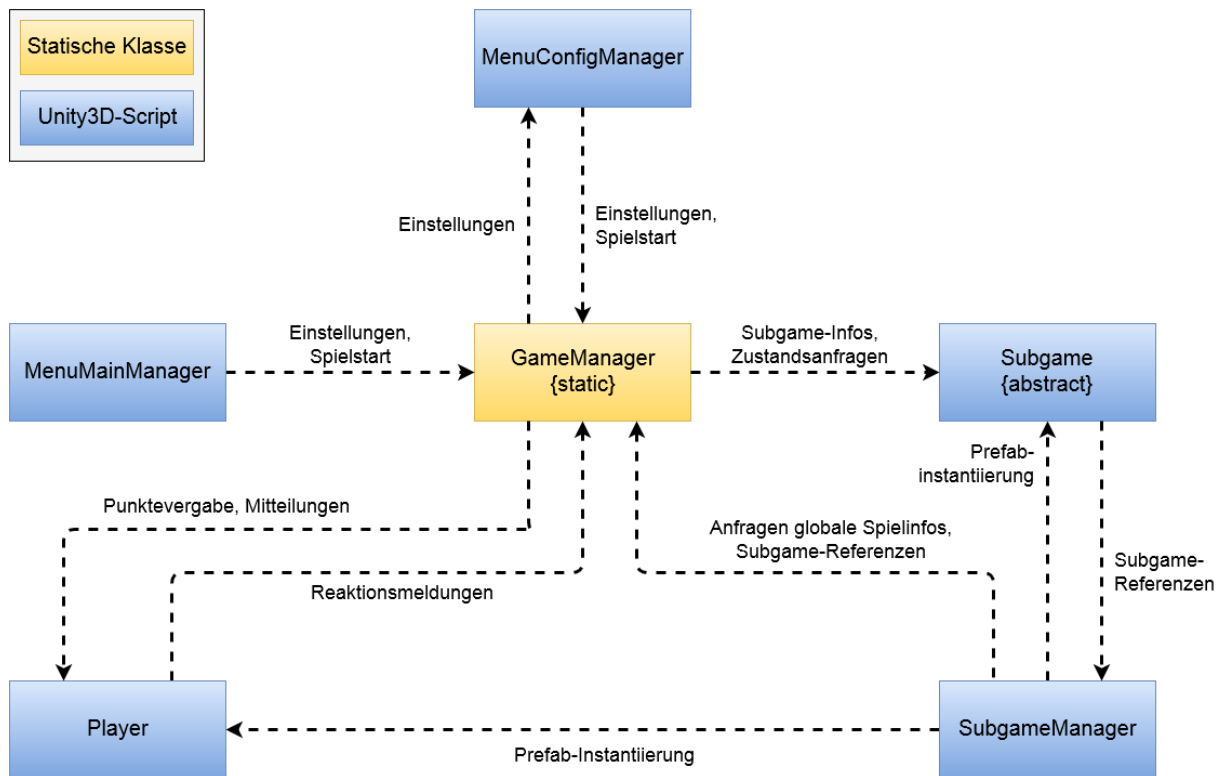 Statische Klasse
Unity3D-Script
MenuConfigManager
Einstellungen
Einstellungen,
Spielstart
MenuMainManager
Einstellungen,
Spielstart
GameManager
{static}
Subgame-Infos,
Zustandsanfragen
Subgame
{abstract}
Prefab-
instantiierung
Punktevergabe, Mitteilungen
Anfragen globale Spielinfos,
Subgame-Referenzen
Reaktionsmeldungen
Subgame-
Referenzen
Player
Prefab-Instantiierung
SubgameManager